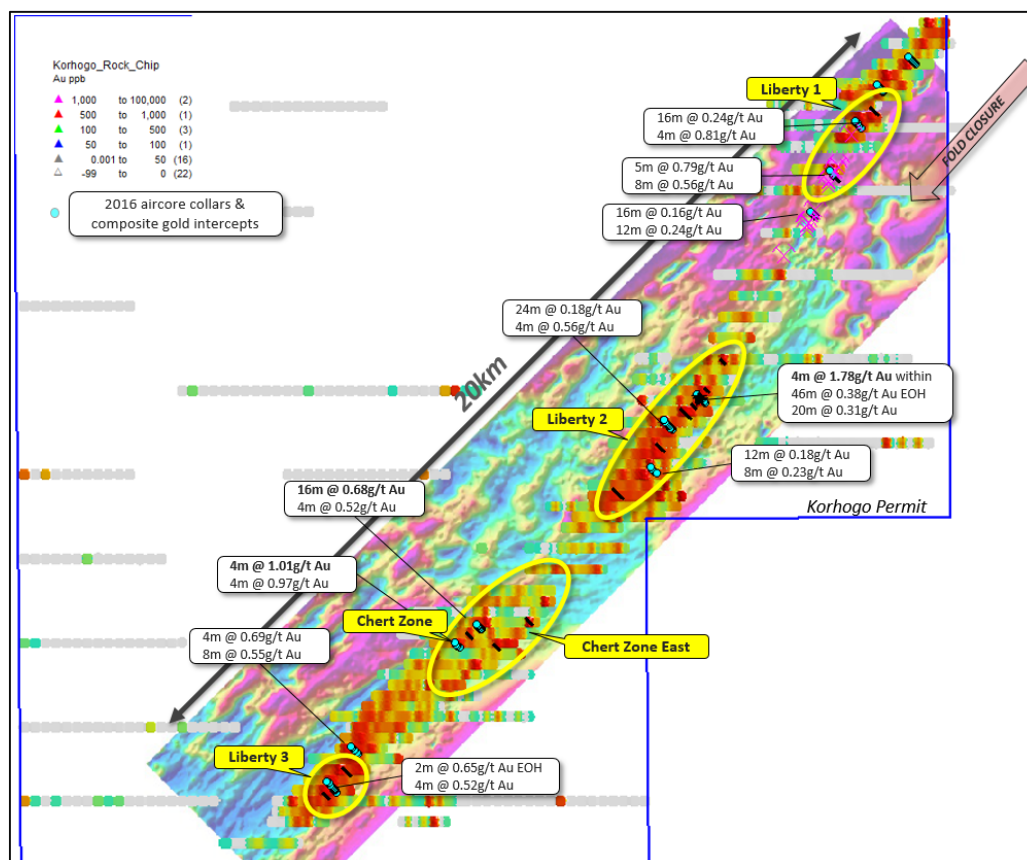 Korhogo_Rock_Chip
Au ppb
1,000 to 100,000 (2)
500 to 1,000 (1)
100 to 500 (3)
50 to 100 (1)
0.001 to 50 (16)
-99 to 0 (22)
2016 aircore collars &
composite gold intercepts
Liberty 1
16m @ 0.24g/t Au
4m @ 0.81g/t Au
FOLD CLOSURE
5m @ 0.79g/t Au
8m @ 0.56g/t Au
16m @ 0.16g/t Au
12m @ 0.24g/t Au
24m @ 0.18g/t Au
4m @ 0.56g/t Au
20km
4m @ 1.78g/t Au within
46m @ 0.38g/t Au EOH
20m @ 0.31g/t Au
Liberty 2
12m @ 0.18g/t Au
8m @ 0.23g/t Au
16m @ 0.68g/t Au
4m @ 0.52g/t Au
Korhogo Permit
4m @ 1.01g/t Au
4m @ 0.97g/t Au
Chert Zone
4m @ 0.69g/t Au
8m @ 0.55g/t Au
Chert Zone East
Liberty 3
2m @ 0.65g/t Au EOH
4m @ 0.52g/t Au